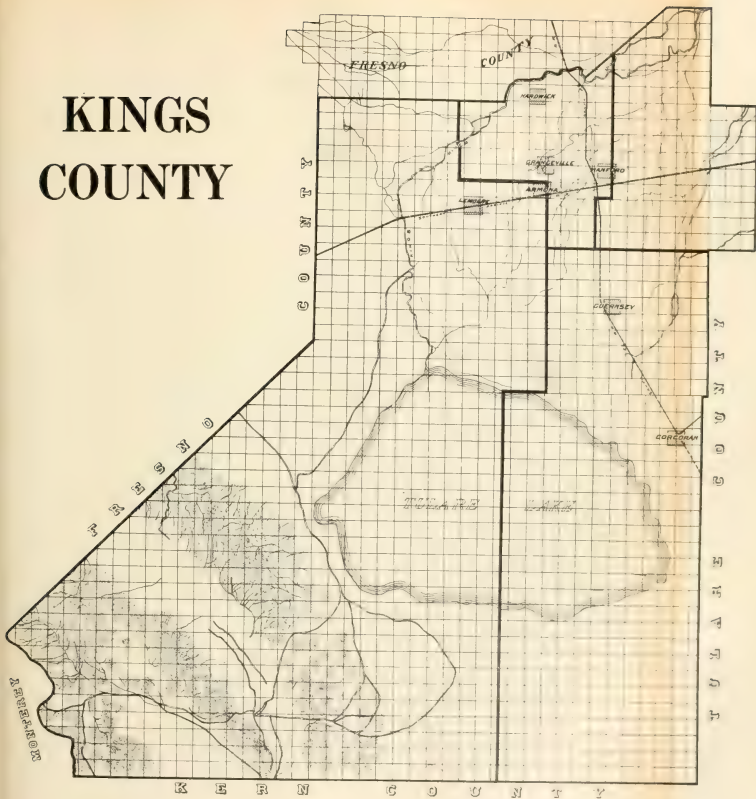 KINGS
COUNTY
FRESNO
COUNTY
HARDWICK
GRANGEVILLE
HANFORD
ARMONA
LEMOORE
COUNTY
GUERNSEY
CORCORAN
FRESNO
TULARE LAKE
TULARE COUNTY
MONTEREY
KERN COUNTY